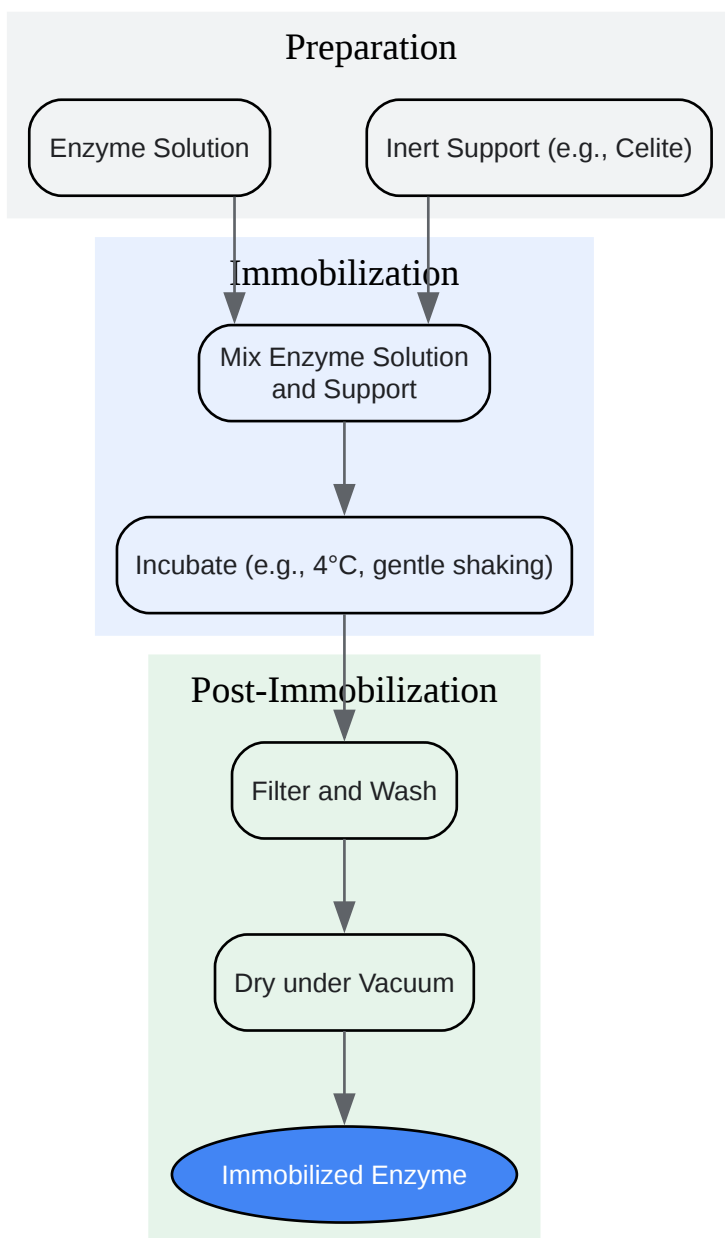 Preparation
Enzyme Solution
Inert Support (e.g., Celite)
Immobilization
Mix Enzyme Solution
and Support
Incubate (e.g., 4°C, gentle shaking)
Post-Immobilization
Filter and Wash
Dry under Vacuum
Immobilized Enzyme